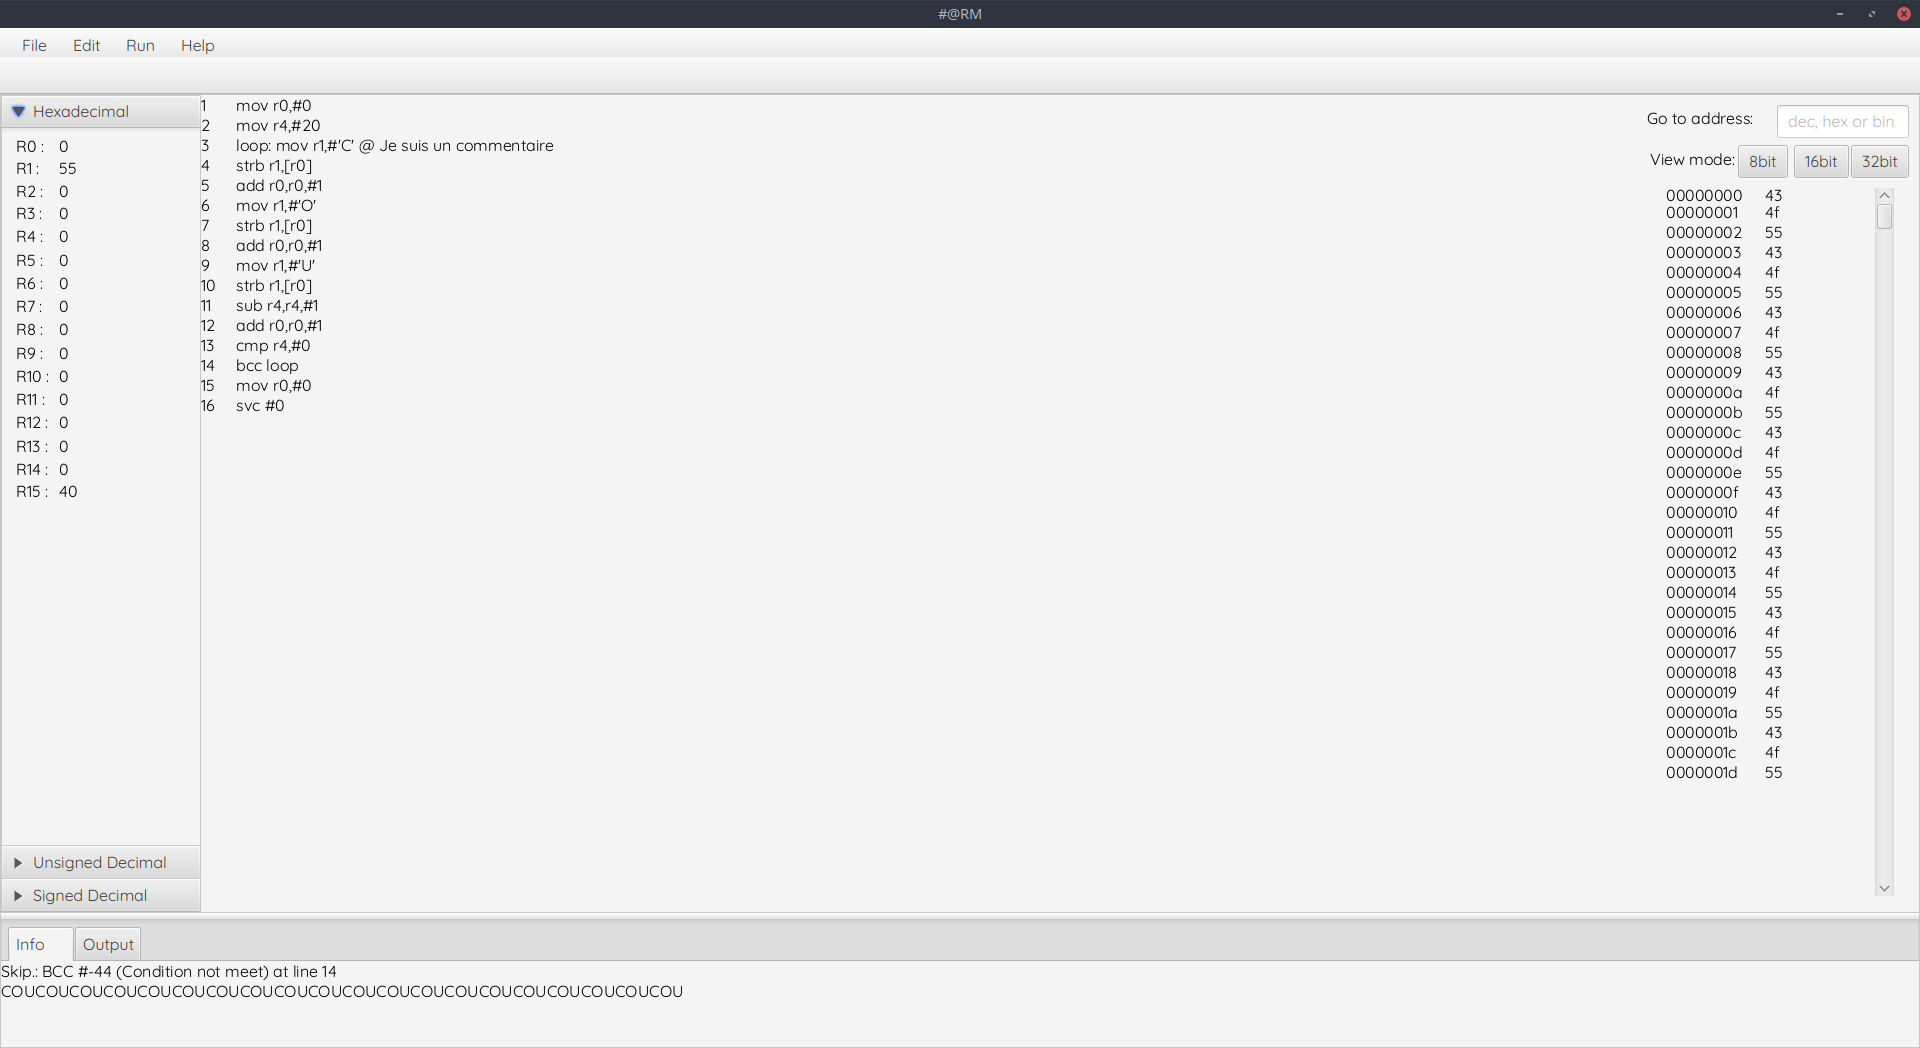 #@RM
File Edit Run Help
Hexadecimal
R0 : 0
R1 : 55
R2 : 0
R3 : 0
R4 : 0
R5 : 0
R6 : 0
R7 : 0
R8 : 0
R9 : 0
R10 : 0
R11 : 0
R12 : 0
R13 : 0
R14 : 0
R15 : 40
Unsigned Decimal
Signed Decimal
1 mov r0,#0
2 mov r4,#20
3 loop: mov r1,#'C' @ Je suis un commentaire
4 strb r1,[r0]
5 add r0,r0,#1
6 mov r1,#'O'
7 strb r1,[r0]
8 add r0,r0,#1
9 mov r1,#'U'
10 strb r1,[r0]
11 sub r4,r4,#1
12 add r0,r0,#1
13 cmp r4,#0
14 bcc loop
15 mov r0,#0
16 svc #0
Go to address: dec, hex or bin
View mode: 8bit 16bit 32bit
00000000 43
00000001 4f
00000002 55
00000003 43
00000004 4f
00000005 55
00000006 43
00000007 4f
00000008 55
00000009 43
0000000a 4f
0000000b 55
0000000c 43
0000000d 4f
0000000e 55
0000000f 43
00000010 4f
00000011 55
00000012 43
00000013 4f
00000014 55
00000015 43
00000016 4f
00000017 55
00000018 43
00000019 4f
0000001a 55
0000001b 43
0000001c 4f
0000001d 55
Info Output
Skip.: BCC #-44 (Condition not meet) at line 14
COUCOUCOUCOUCOUCOUCOUCOUCOUCOUCOUCOUCOUCOUCOUCOUCOUCOUCOUCOU